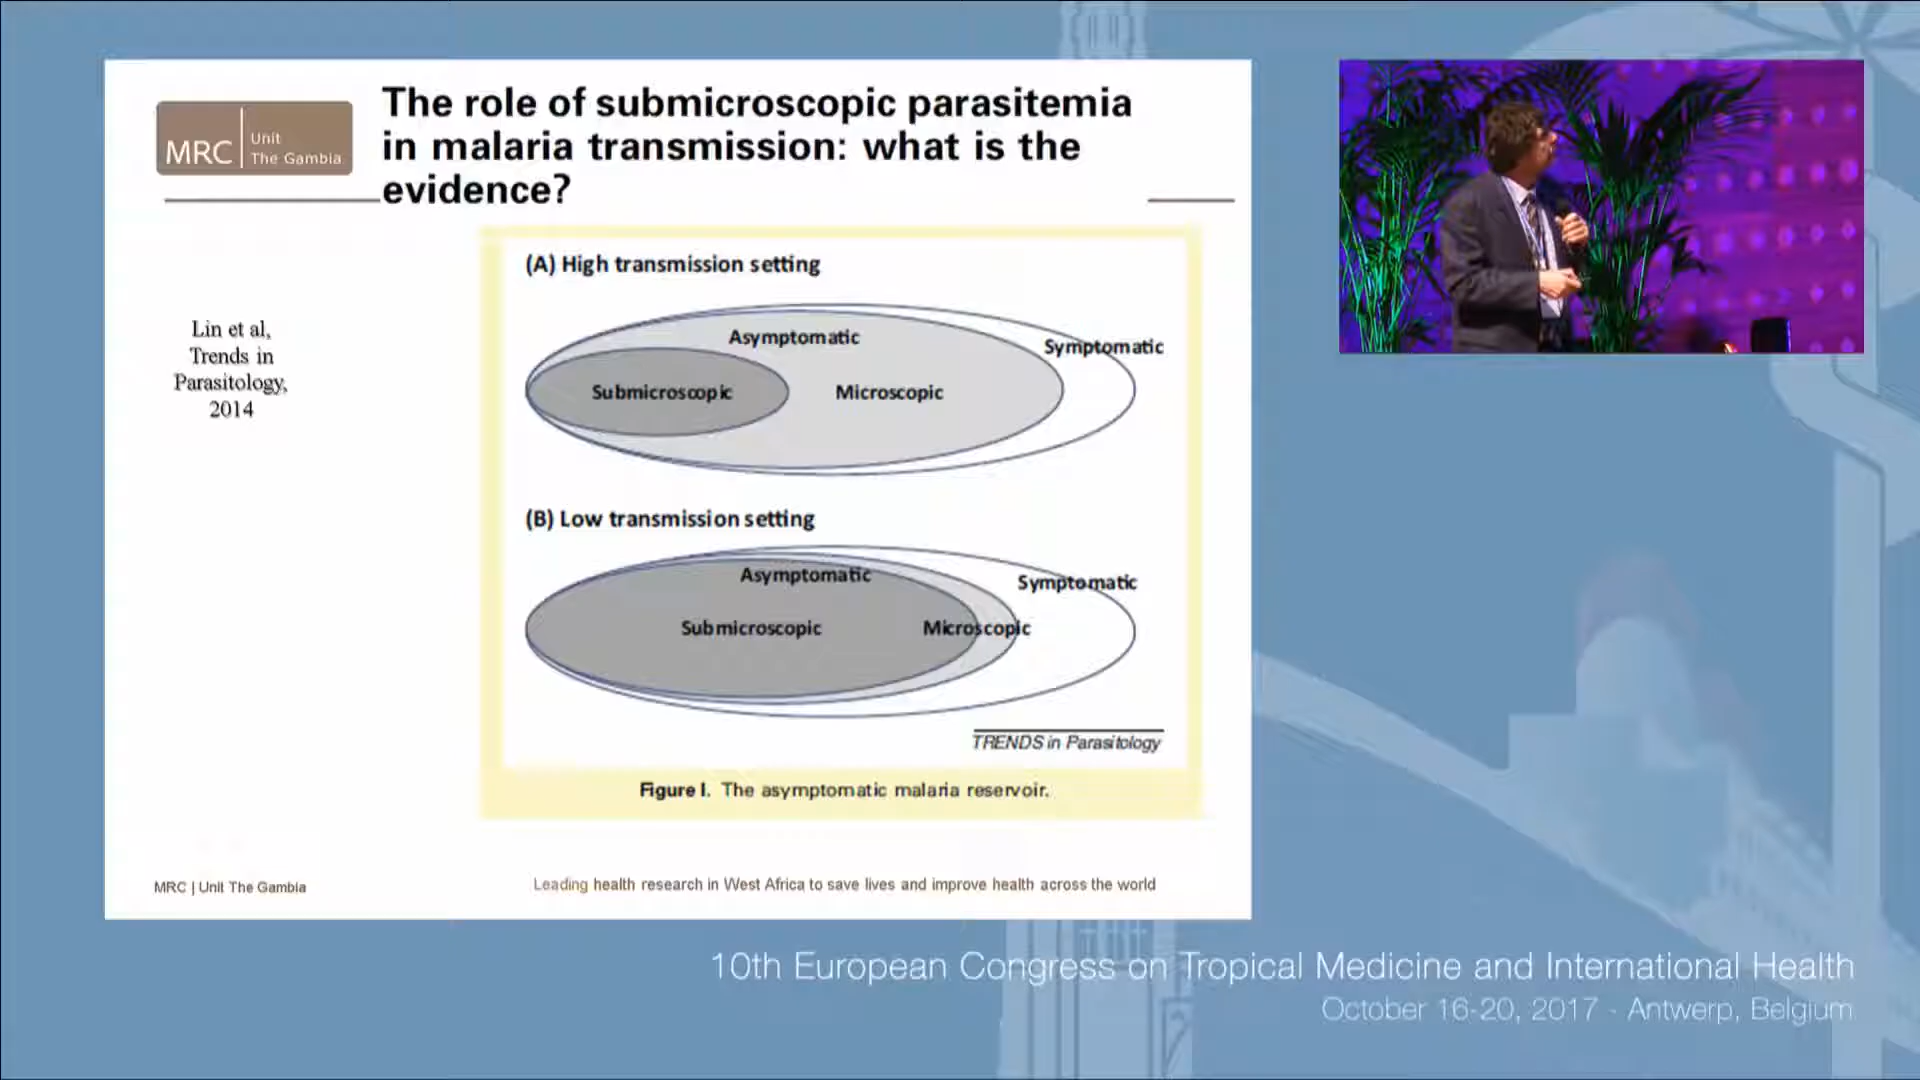 MRC
Unit
The Gambia
The role of submicroscopic parasitemia
in malaria transmission: what is the
evidence?
Lin et al,
Trends in
Parasitology,
2014
(A) High transmission setting
Asymptomatic
Symptomatic
Submicroscopic
Microscopic
(B) Low transmission setting
Asymptomatic
Symptomatic
Submicroscopic
Microscopic
TRENDS in Parasitology
Figure I. The asymptomatic malaria reservoir.
MRC | Unit The Gambia
Leading health research in West Africa to save lives and improve health across the world
10th European Congress on Tropical Medicine and International Health
October 16-20, 2017 - Antwerp, Belgium